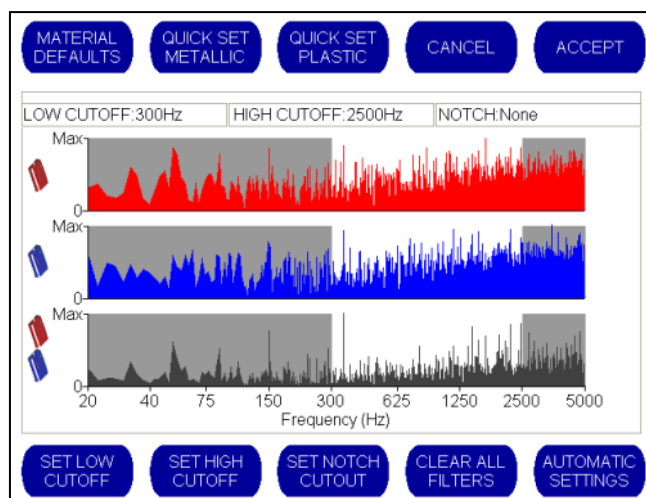 MATERIAL
DEFAULTS
QUICK SET
METALLIC
QUICK SET
PLASTIC
CANCEL
ACCEPT
LOW CUTOFF:300Hz
HIGH CUTOFF:2500Hz
NOTCH:None
Max
0
Max
0
Max
0
20 40 75 150 300 625 1250 2500 5000
Frequency (Hz)
SET LOW
CUTOFF
SET HIGH
CUTOFF
SET NOTCH
CUTOUT
CLEAR ALL
FILTERS
AUTOMATIC
SETTINGS